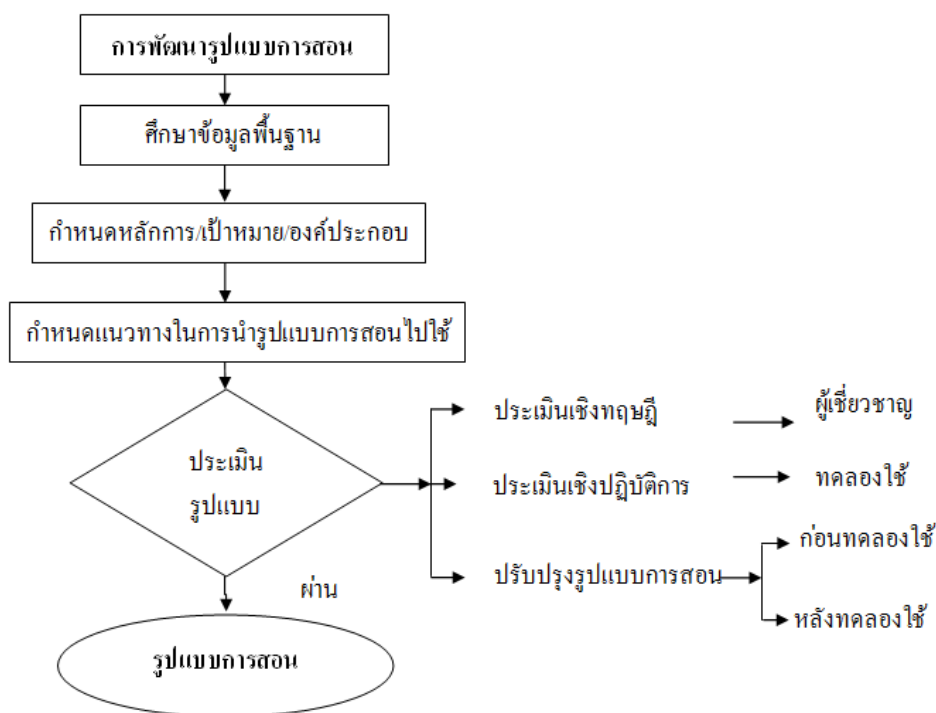 การพัฒนารูปแบบการสอน
ศึกษาข้อมูลพื้นฐาน
กำหนดหลักการ/เป้าหมาย/องค์ประกอบ
กำหนดแนวทางในการนำรูปแบบการสอนไปใช้
ประเมิน
รูปแบบ
ประเมินเชิงทฤษฎี
ผู้เชี่ยวชาญ
ประเมินเชิงปฏิบัติการ
ทดลองใช้
ปรับปรุงรูปแบบการสอน
ก่อนทดลองใช้
หลังทดลองใช้
ผ่าน
รูปแบบการสอน